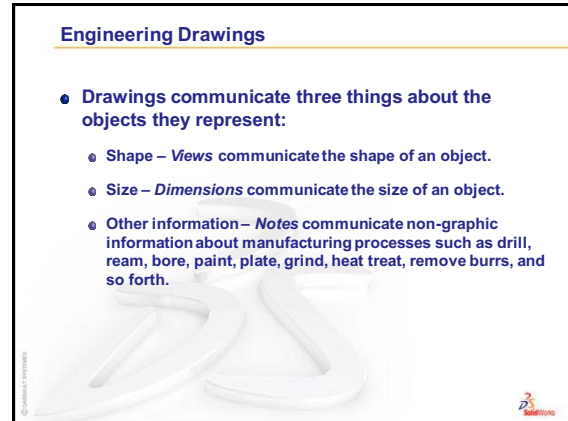 Engineering Drawings
Drawings communicate three things about the
objects they represent:
Shape – Views communicate the shape of an object.
Size – Dimensions communicate the size of an object.
Other information – Notes communicate non-graphic
information about manufacturing processes such as drill,
ream, bore, paint, plate, grind, heat treat, remove burrs, and
so forth.
© DASSAULT SYSTEMES
SolidWorks